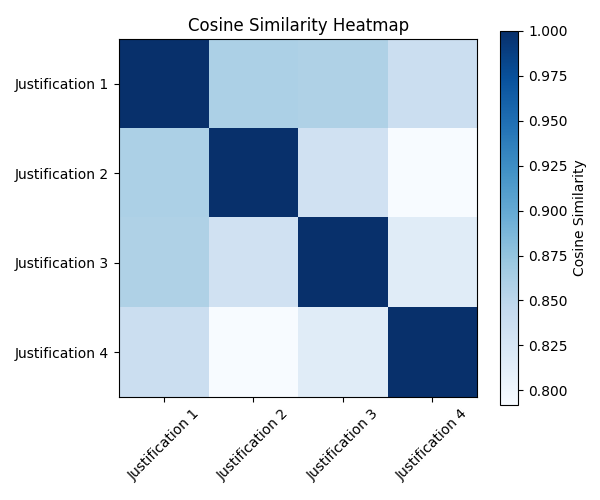 Cosine Similarity Heatmap
Justification 1
Justification 2
Justification 3
Justification 4
Justification 1
Justification 2
Justification 3
Justification 4
1.000
0.975
0.950
0.925
0.900
0.875
0.850
0.825
0.800
Cosine Similarity